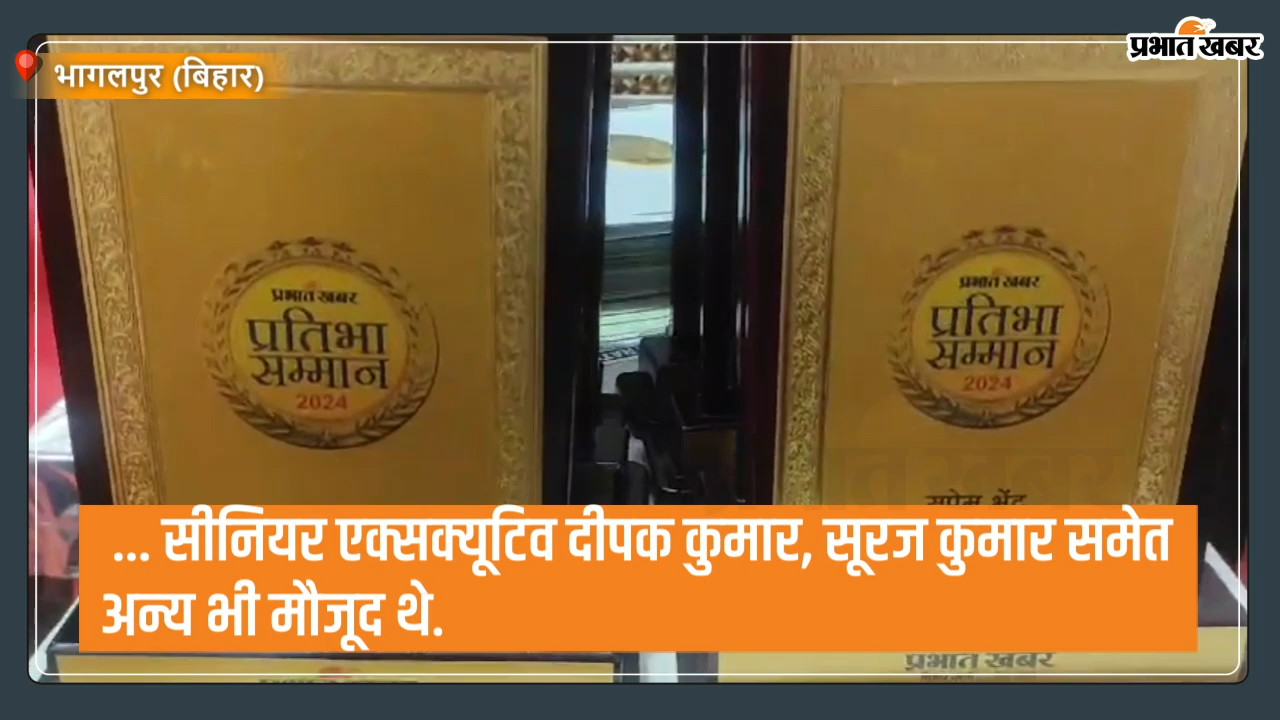 भागलपुर (बिहार)
प्रभात खबर
प्रभात खबर
प्रतिभा
सम्मान
2024
प्रभात खबर
प्रतिभा
सम्मान
2024
सप्रेम भेंट
... सीनियर एक्सक्यूटिव दीपक कुमार, सूरज कुमार समेत
अन्य भी मौजूद थे.
प्रभात खबर